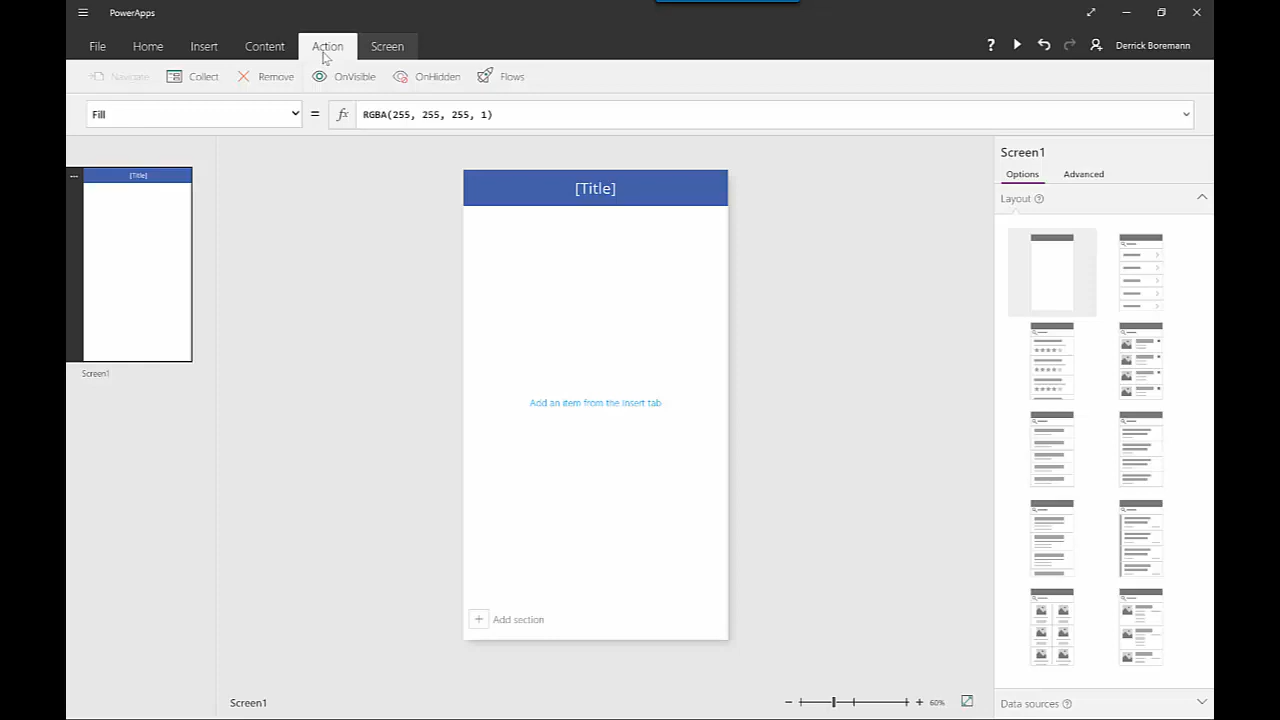 PowerApps
File Home Insert Content Action Screen
? Derrick Boremann
Navigate Collect Remove OnVisible OnHidden Flows
Fill = fx RGBA(255, 255, 255, 1)
[Title]
Screen1
[Title]
Add an item from the Insert tab
+ Add section
Screen1
60%
Screen1
Options Advanced
Layout
Data sources